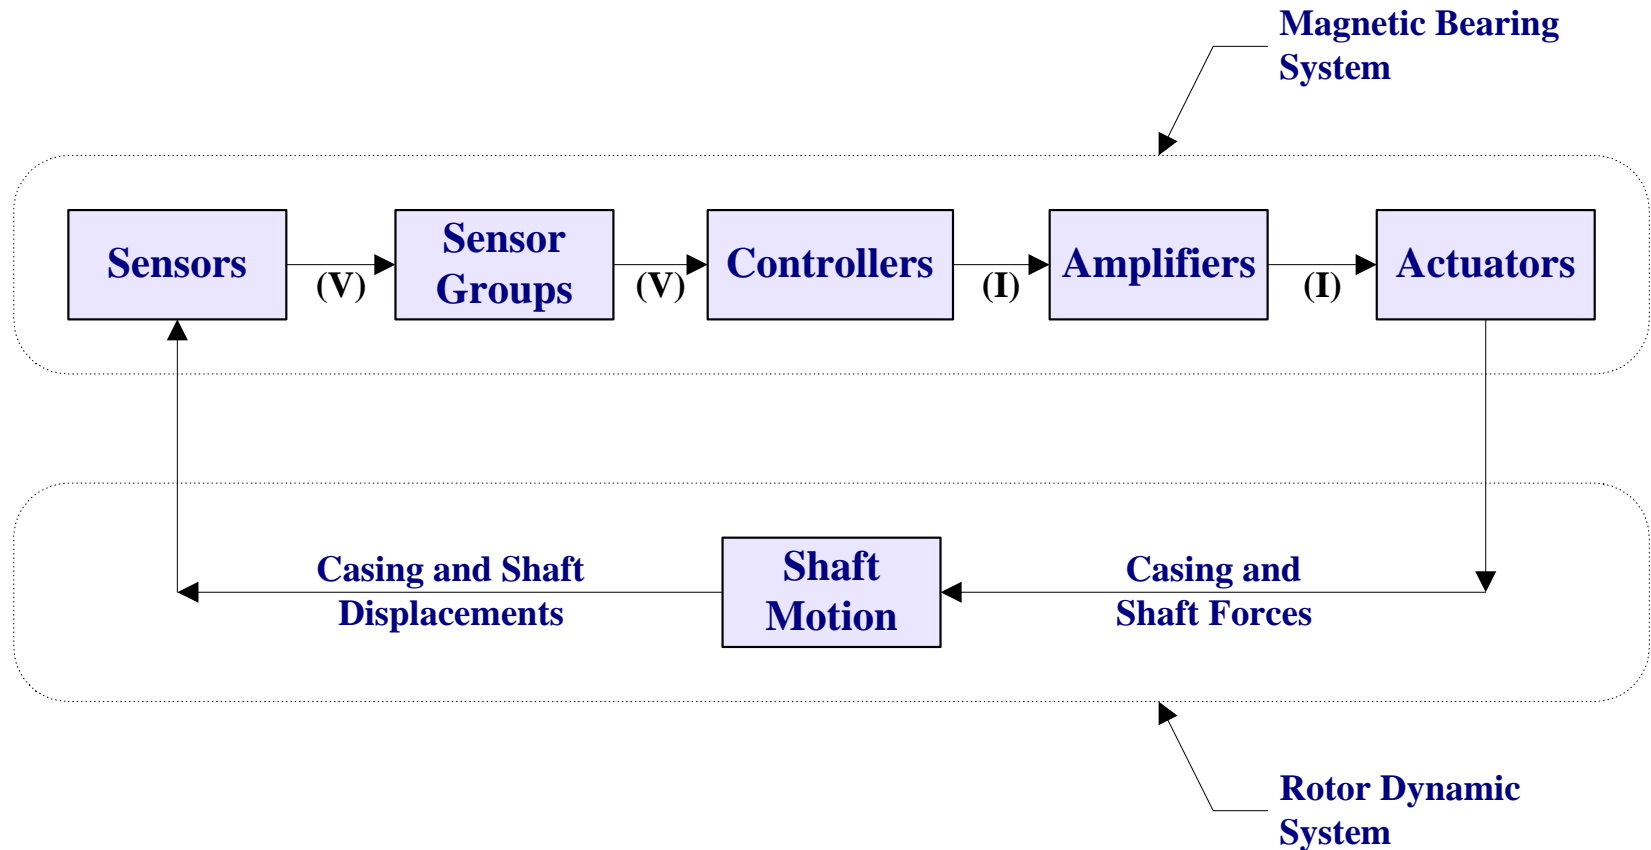 Magnetic Bearing
System
Sensors
(V)
Sensor
Groups
(V)
Controllers
(I)
Amplifiers
(I)
Actuators
Casing and Shaft
Displacements
Shaft
Motion
Casing and
Shaft Forces
Rotor Dynamic
System